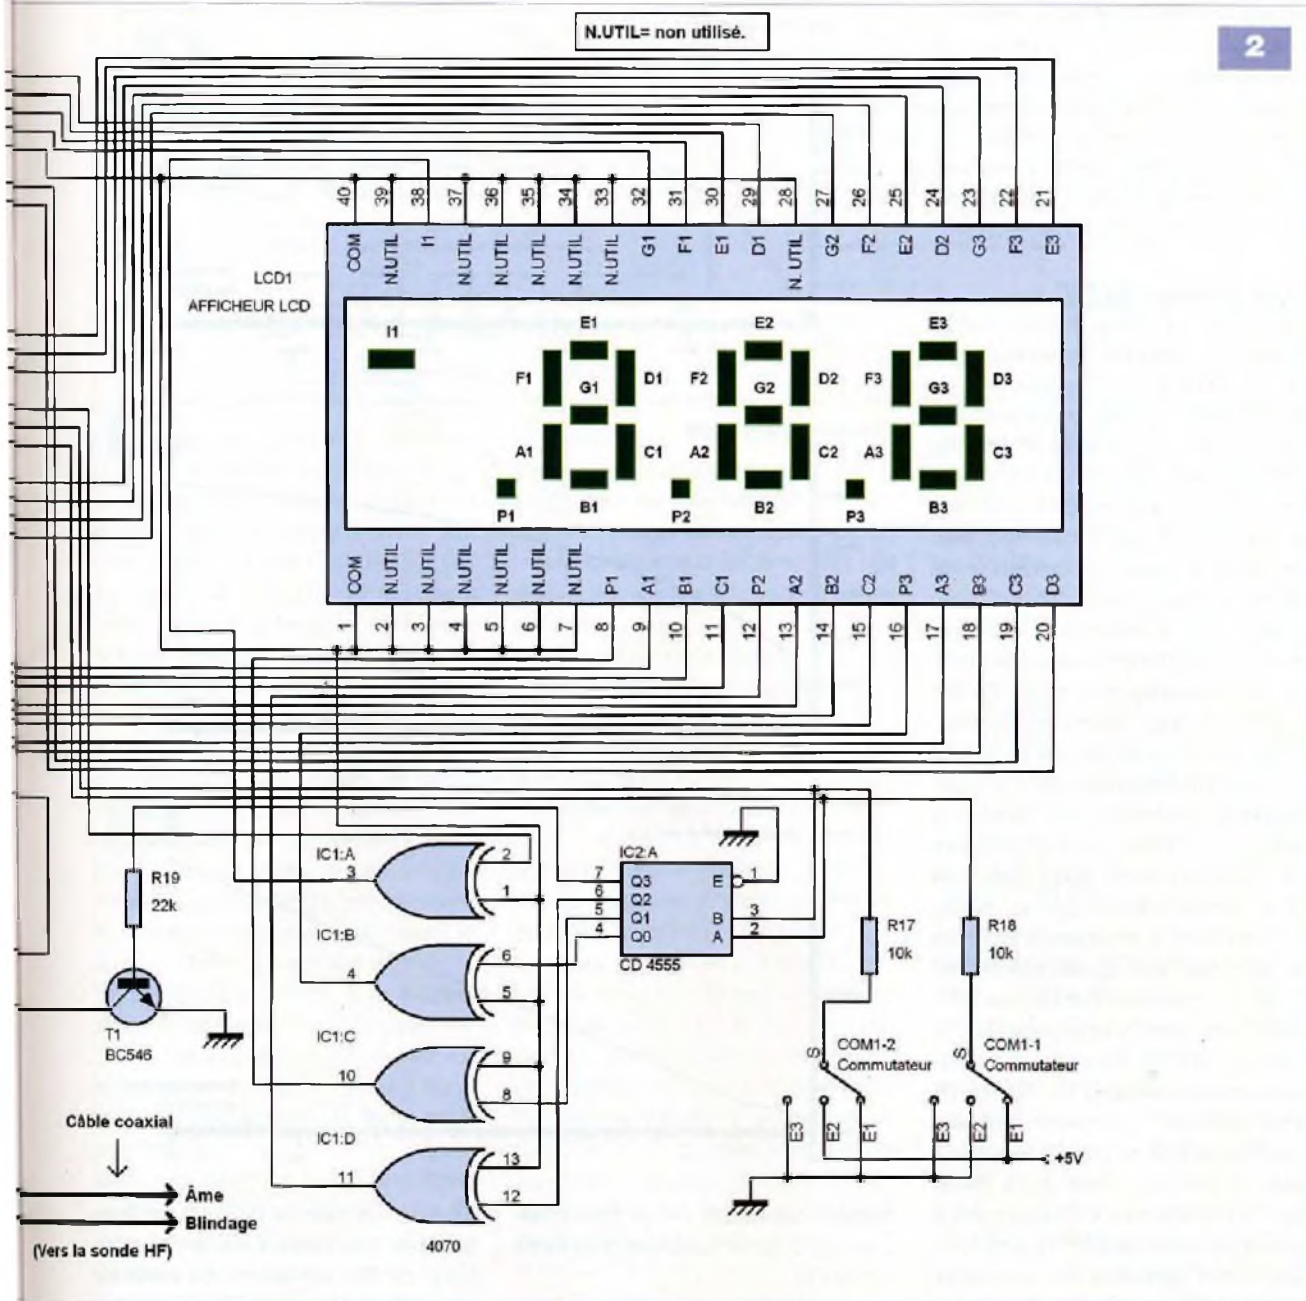 N.UTIL= non utilisé.
2
40 39 38 37 36 35 34 33 32 31 30 29 28 27 26 25 24 23 22 21
COM N.UTIL I1 N.UTIL N.UTIL N.UTIL N.UTIL N.UTIL G1 F1 E1 D1 N.UTIL G2 F2 E2 D2 G3 F3 E3
LCD1
AFFICHEUR LCD
I1
E1 E2 E3
F1 G1 D1 F2 G2 D2 F3 G3 D3
A1 C1 A2 C2 A3 C3
P1 B1 P2 B2 P3 B3
COM N.UTIL N.UTIL N.UTIL N.UTIL N.UTIL N.UTIL P1 A1 B1 C1 P2 A2 B2 C2 P3 A3 B3 C3 D3
1 2 3 4 5 6 7 8 9 10 11 12 13 14 15 16 17 18 19 20
IC1:A
3
2
1
IC1:B
4
6
5
IC1:C
10
9
8
IC1:D
11
13
12
4070
IC2:A
7 Q3 E 1
6 Q2
5 Q1 B 3
4 Q0 A 2
CD 4555
R19
22k
T1
BC546
R17
10k
R18
10k
S
COM1-2
Commutateur
S
COM1-1
Commutateur
E3 E2 E1 E3 E2 E1
+5V
Câble coaxial
Âme
Blindage
(Vers la sonde HF)